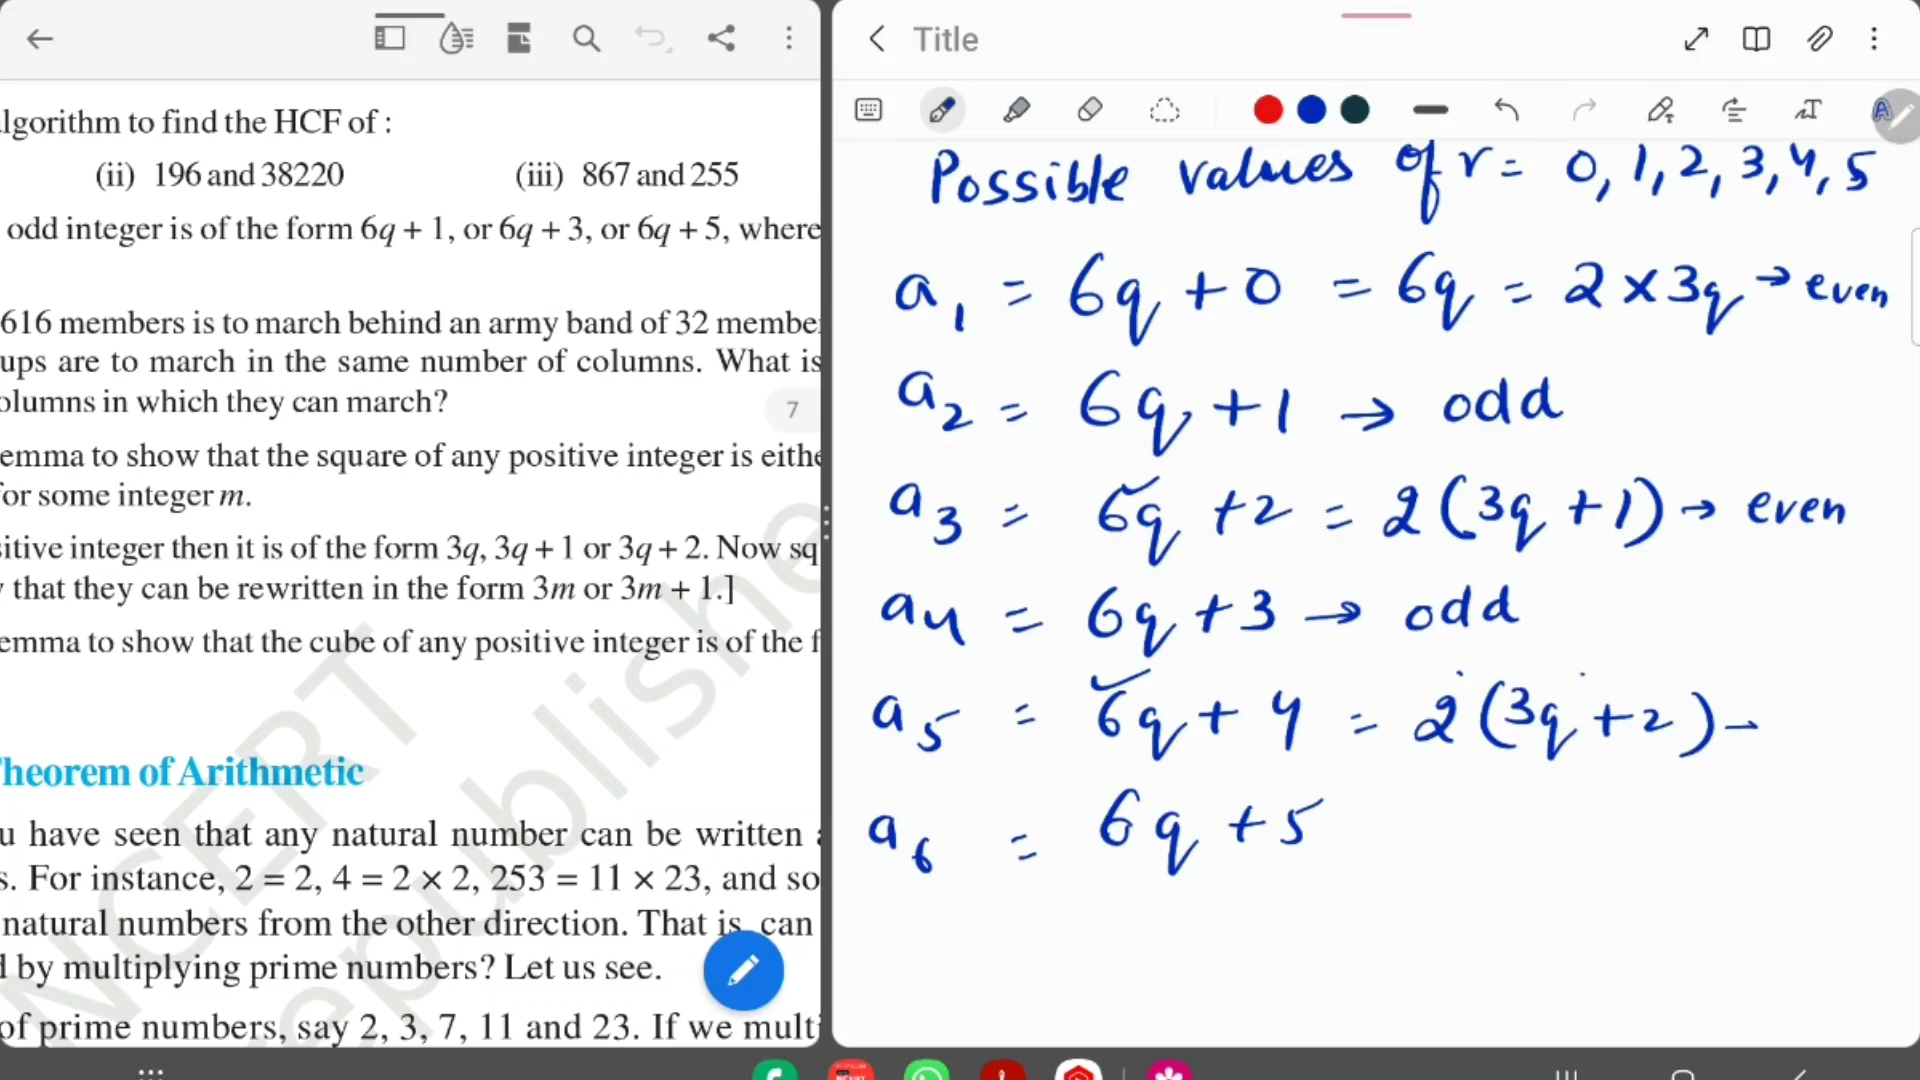 lgorithm to find the HCF of :
(ii) 196 and 38220 (iii) 867 and 255
odd integer is of the form 6q + 1, or 6q + 3, or 6q + 5, where
616 members is to march behind an army band of 32 membe
ups are to march in the same number of columns. What is
olumns in which they can march?
7
emma to show that the square of any positive integer is eithe
for some integer m.
sitive integer then it is of the form 3q, 3q + 1 or 3q + 2. Now sq
that they can be rewritten in the form 3m or 3m + 1.]
emma to show that the cube of any positive integer is of the f
Theorem of Arithmetic
u have seen that any natural number can be written
s. For instance, 2 = 2, 4 = 2 × 2, 253 = 11 × 23, and so
natural numbers from the other direction. That is, can
d by multiplying prime numbers? Let us see.
of prime numbers, say 2, 3, 7, 11 and 23. If we multi
NCERT
republishe
Title
Possible values of r = 0, 1, 2, 3, 4, 5
a1 = 6q + 0 = 6q = 2 × 3q → even
a2 = 6q + 1 → odd
a3 = 6q + 2 = 2 (3q + 1) → even
a4 = 6q + 3 → odd
a5 = 6q + 4 = 2 (3q + 2) –
a6 = 6q + 5